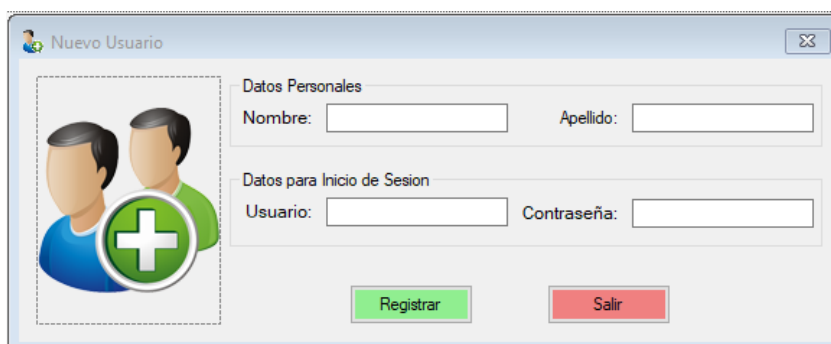 Nuevo Usuario
Datos Personales
Nombre: Apellido:
Datos para Inicio de Sesion
Usuario: Contraseña:
Registrar Salir